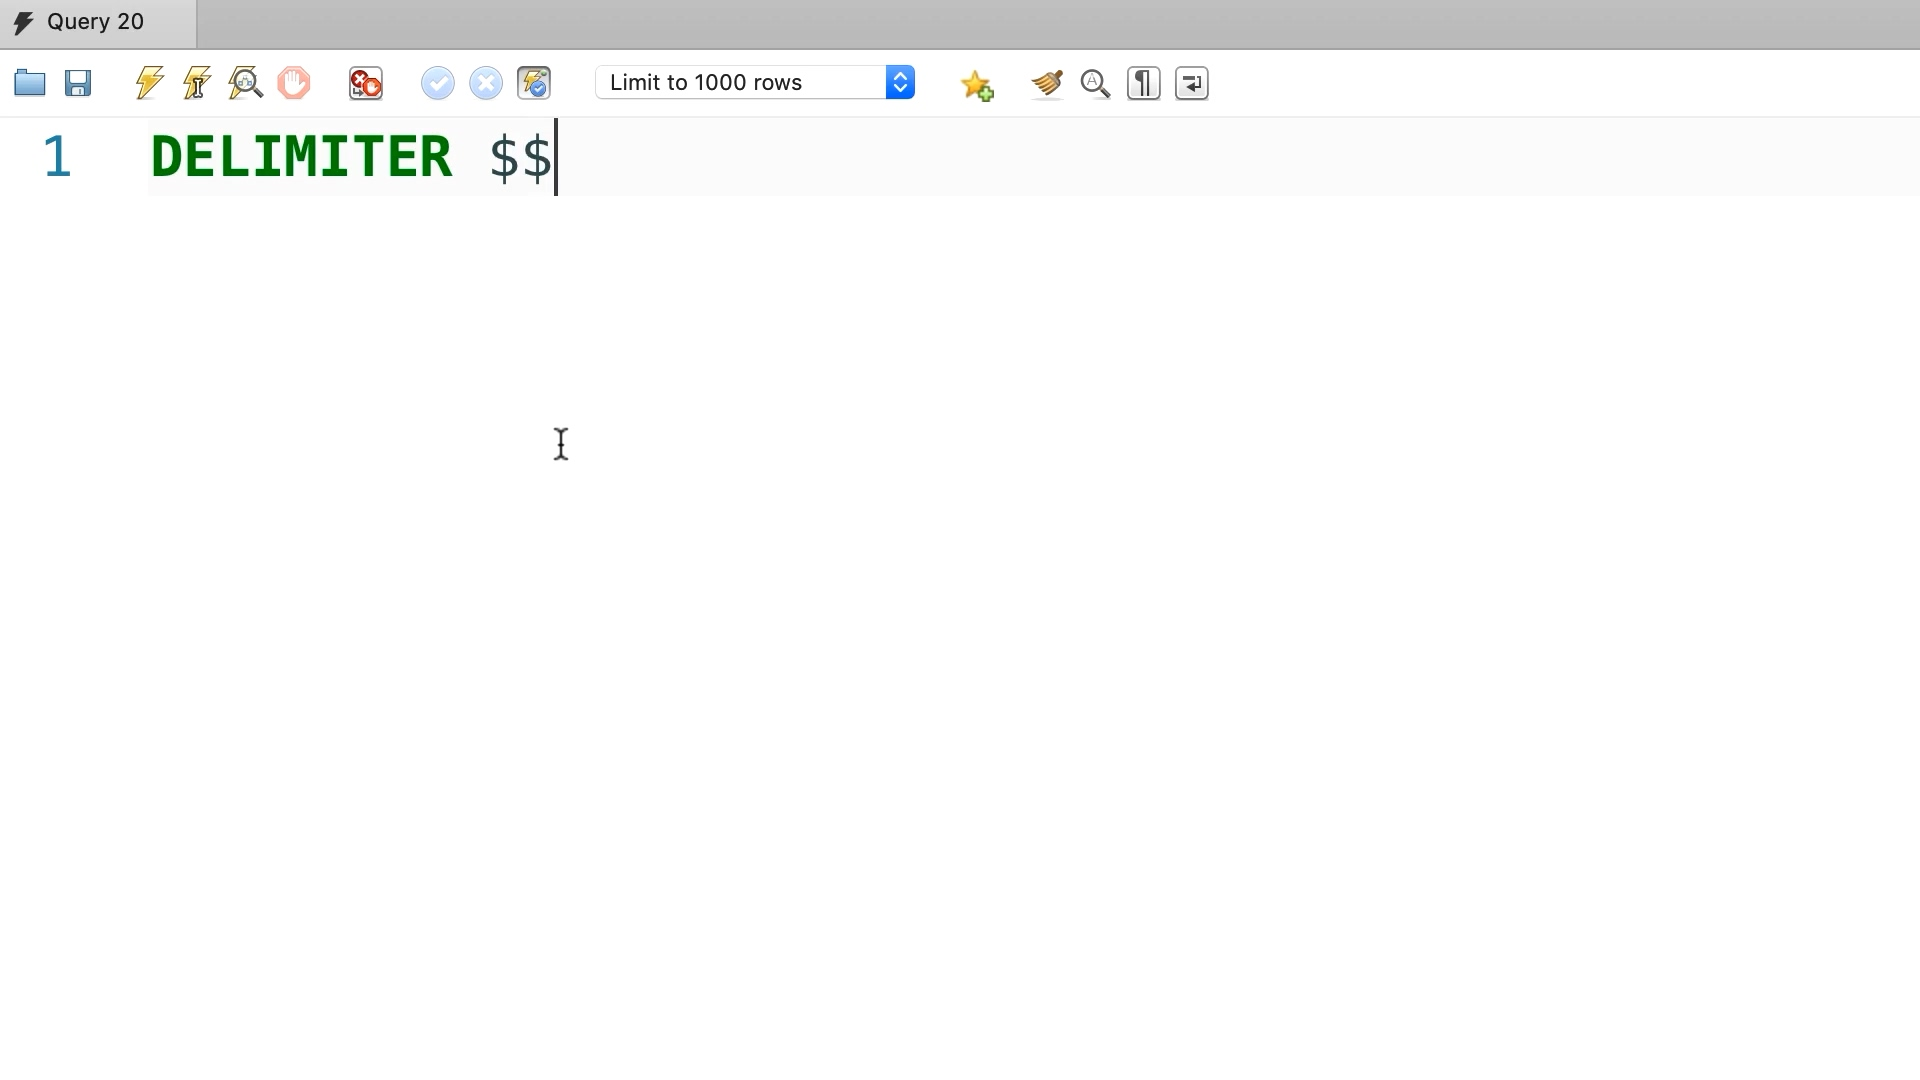 Query 20
Limit to 1000 rows
1 DELIMITER $$